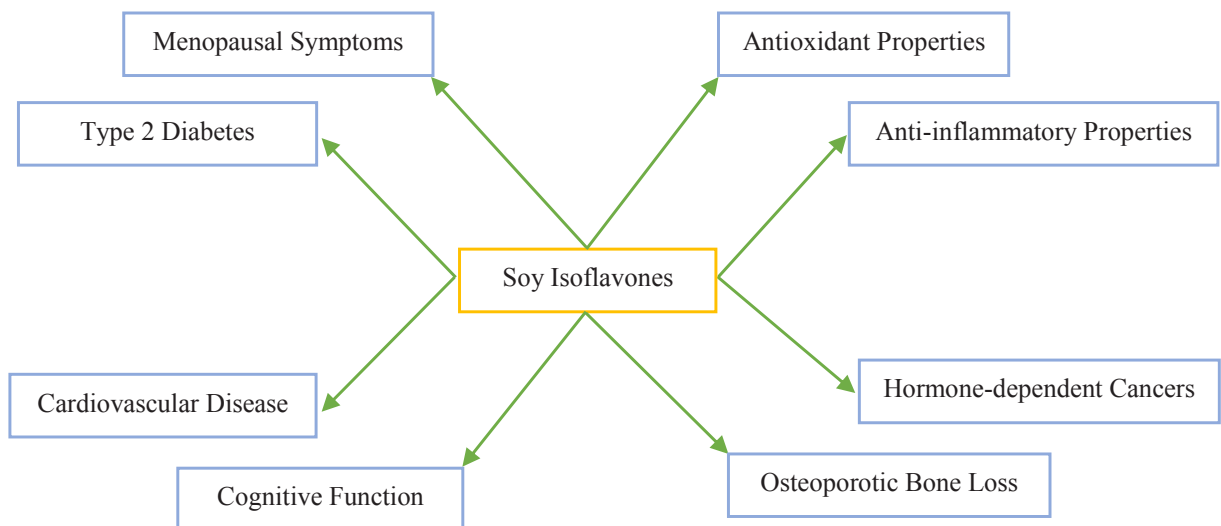 Menopausal Symptoms
Antioxidant Properties
Type 2 Diabetes
Anti-inflammatory Properties
Soy Isoflavones
Cardiovascular Disease
Hormone-dependent Cancers
Cognitive Function
Osteoporotic Bone Loss